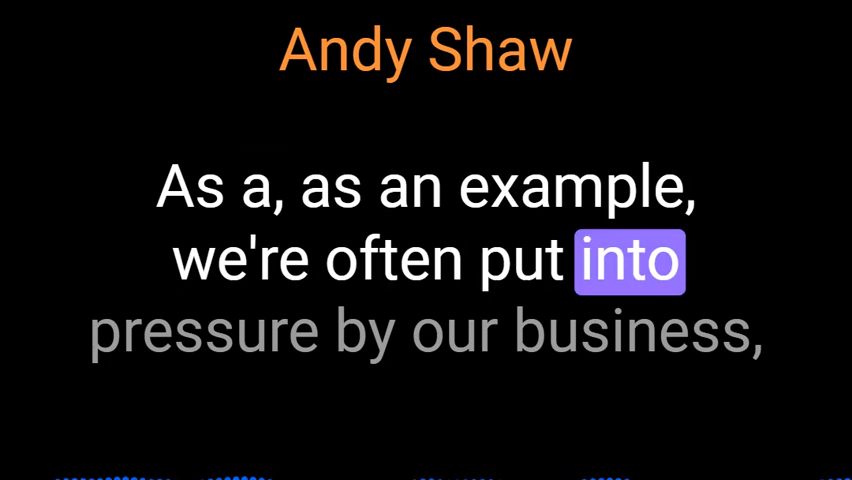 Andy Shaw
As a, as an example,
we're often put into
pressure by our business,